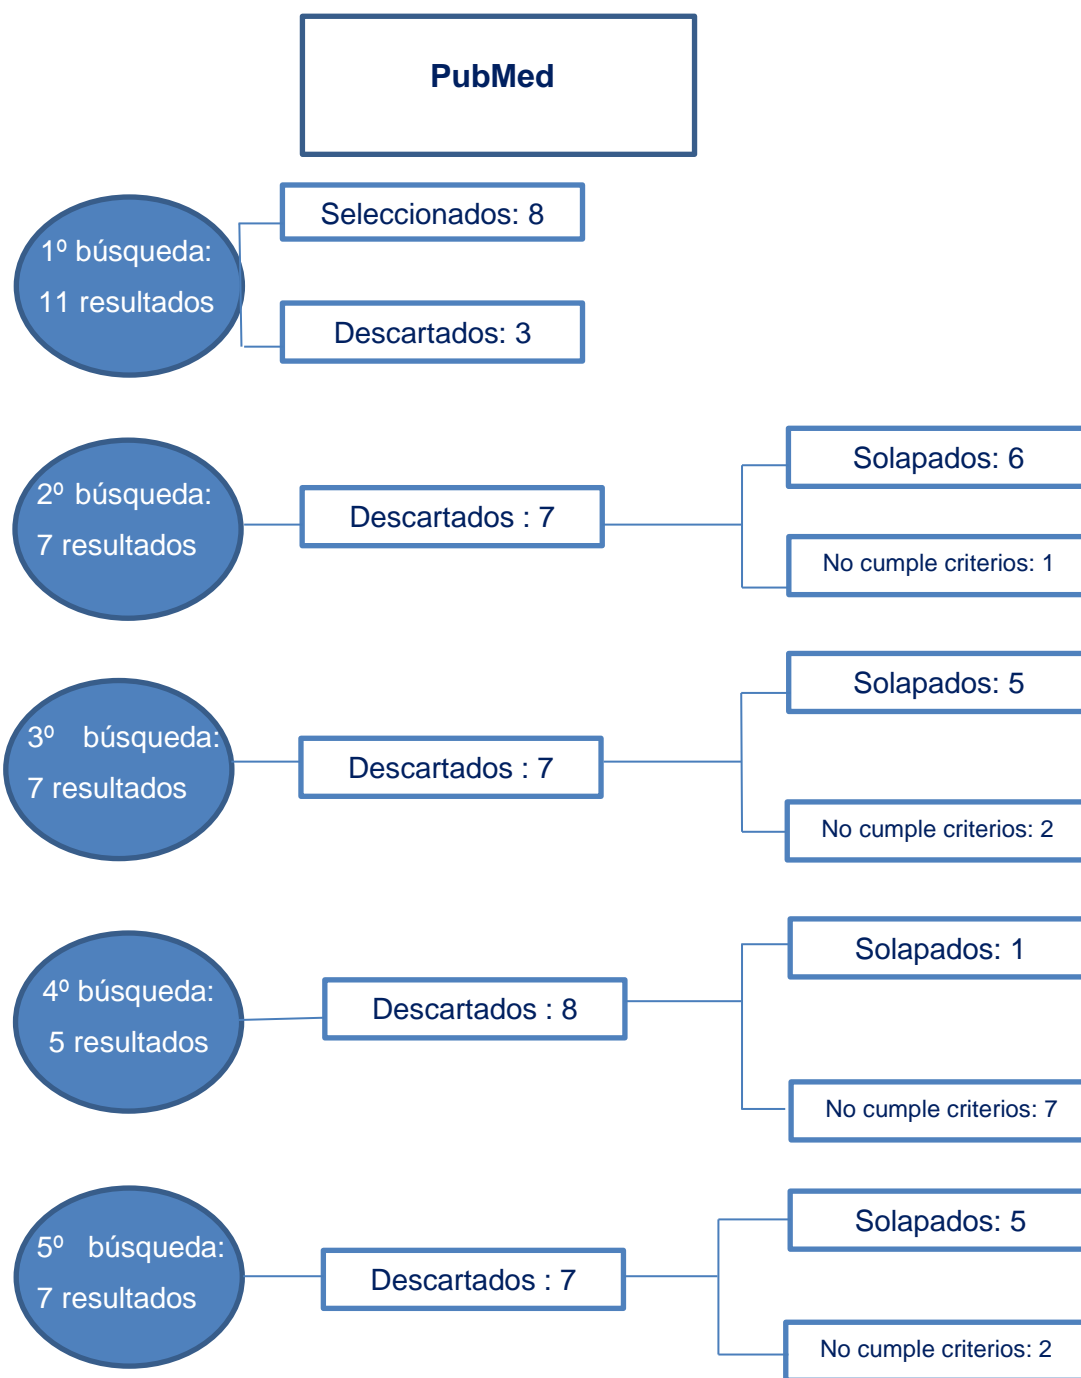 PubMed
1º búsqueda:
11 resultados
Seleccionados: 8
Descartados: 3
2º búsqueda:
7 resultados
Descartados : 7
Solapados: 6
No cumple criterios: 1
3º búsqueda:
7 resultados
Descartados : 7
Solapados: 5
No cumple criterios: 2
4º búsqueda:
5 resultados
Descartados : 8
Solapados: 1
No cumple criterios: 7
5º búsqueda:
7 resultados
Descartados : 7
Solapados: 5
No cumple criterios: 2